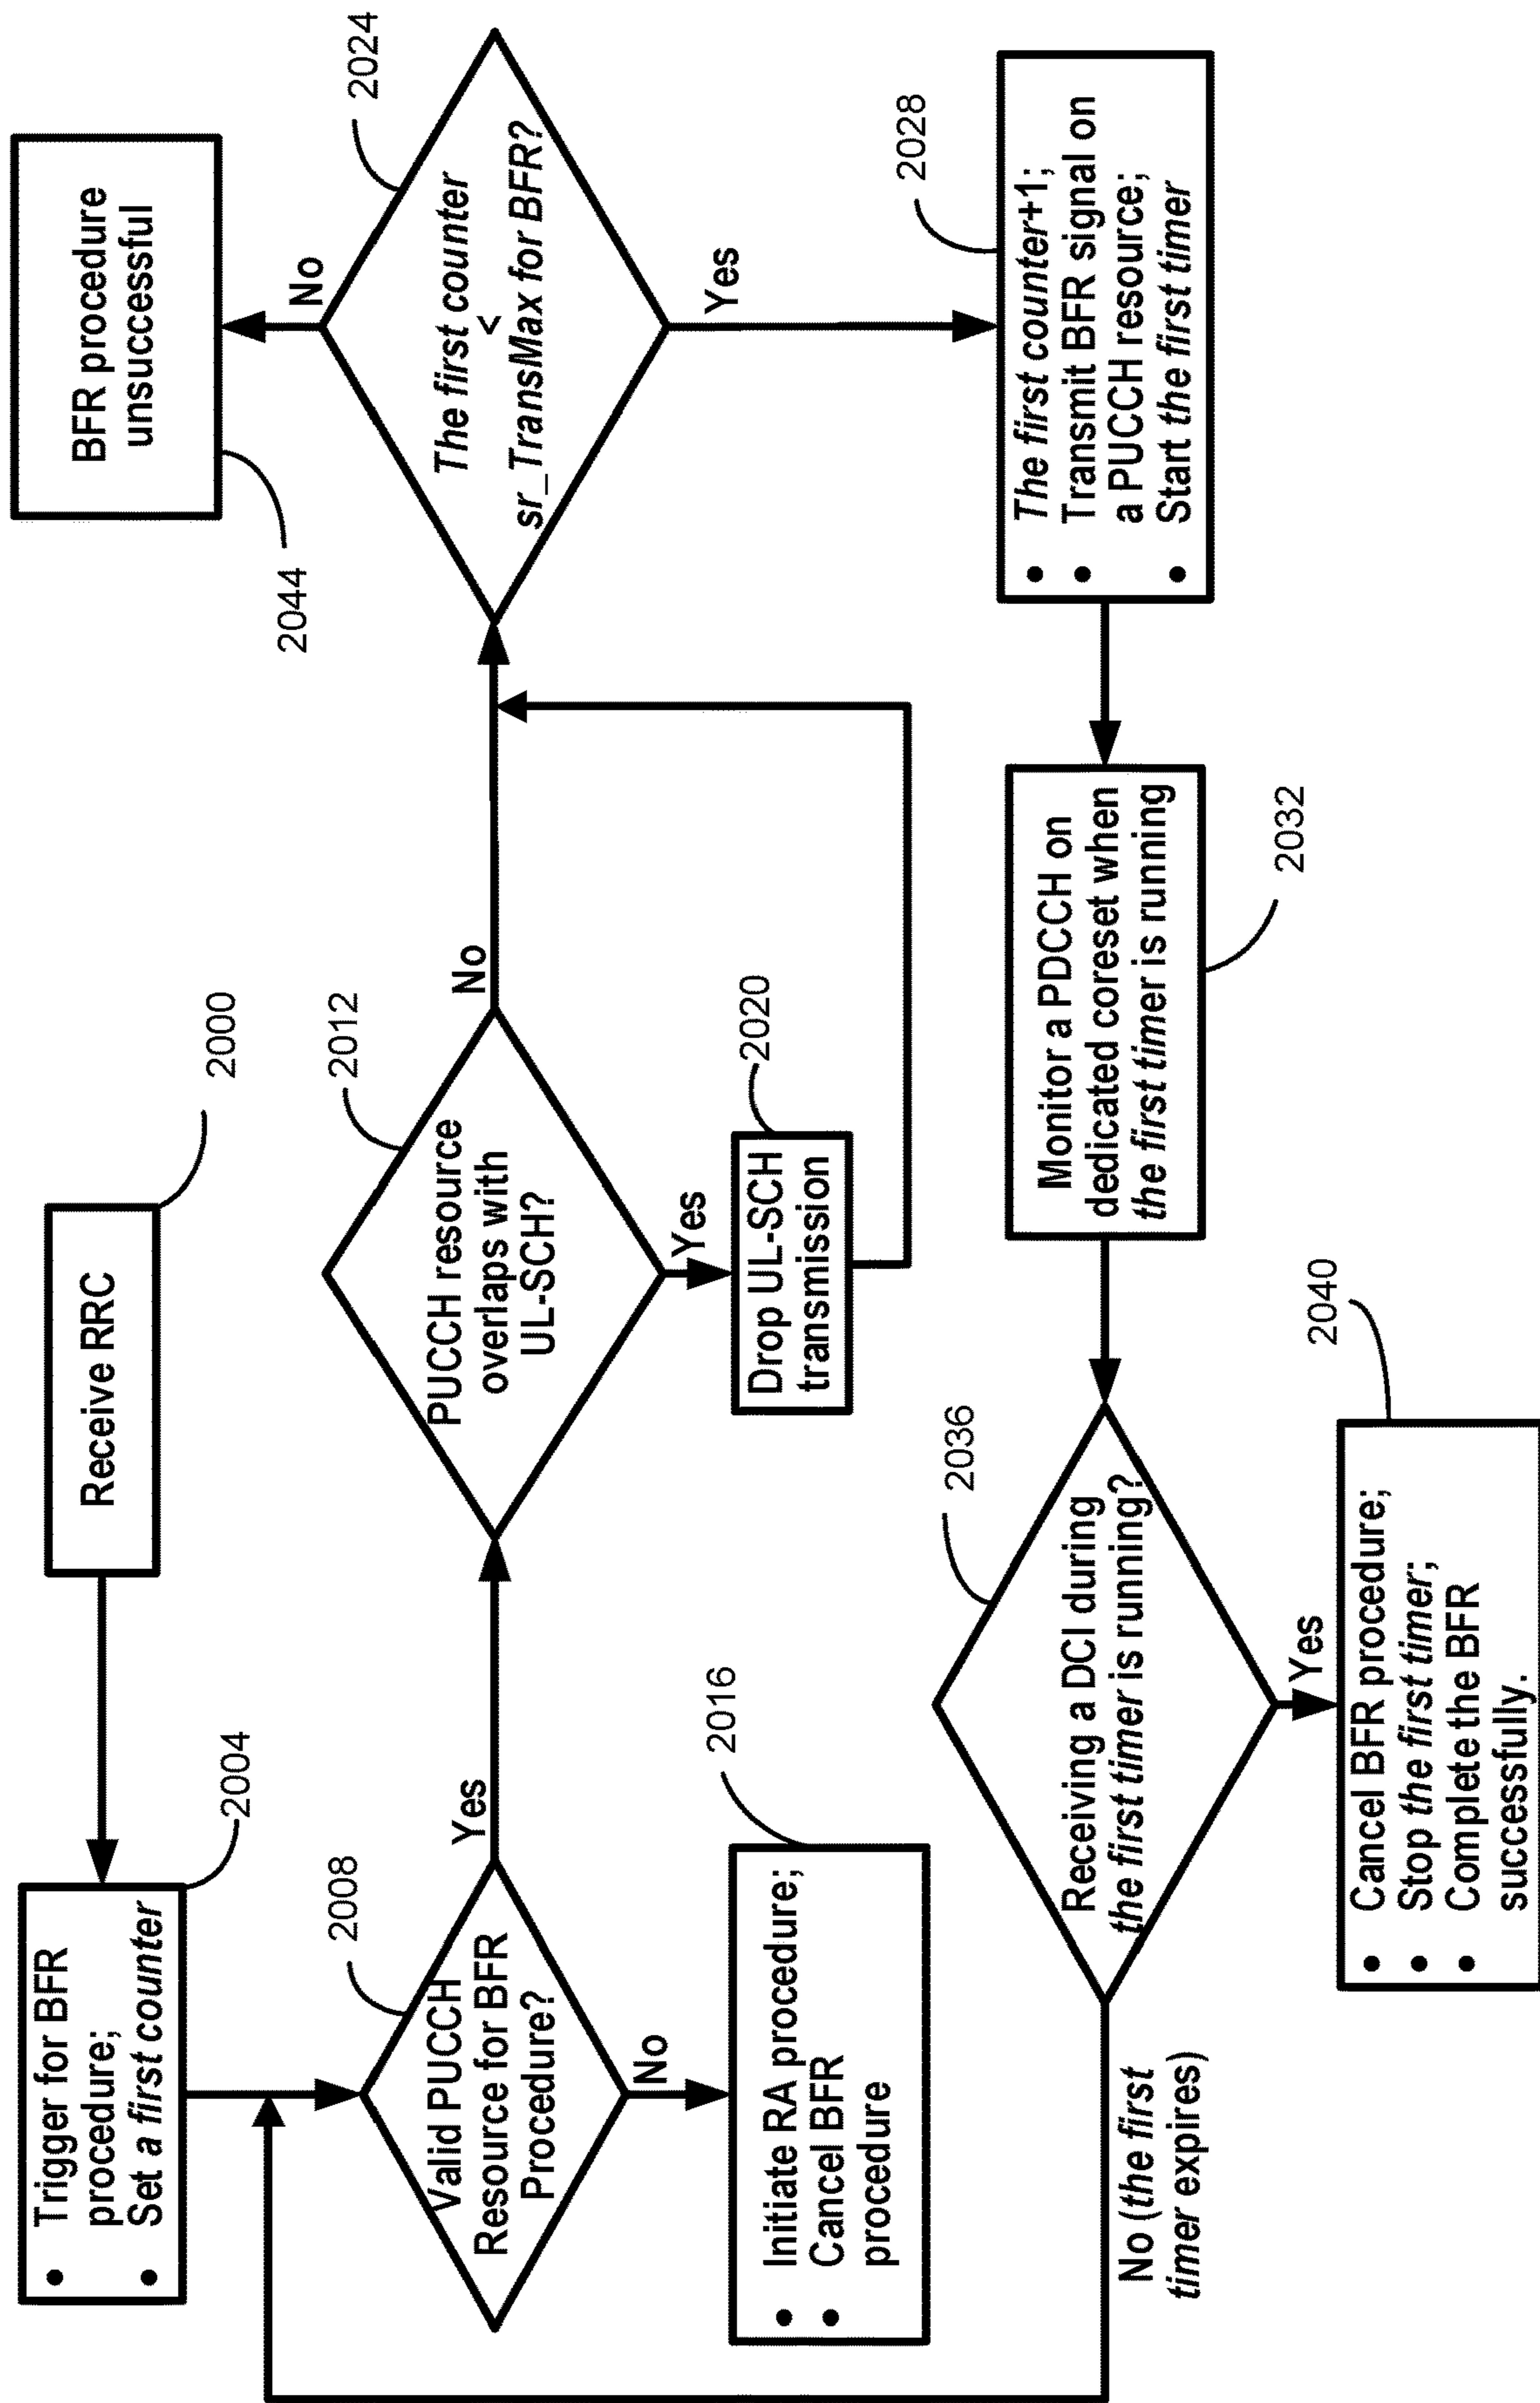 Receive RRC
2000
• Trigger for BFR
procedure;
• Set a first counter
2004
Valid PUCCH
Resource for BFR
Procedure?
2008
Yes
No
• Initiate RA procedure;
• Cancel BFR
procedure
2016
PUCCH resource
overlaps with
UL-SCH?
2012
No
Yes
Drop UL-SCH
transmission
2020
The first counter
<
sr_TransMax for BFR?
2024
No
BFR procedure
unsuccessful
2044
Yes
• The first counter+1;
• Transmit BFR signal on
a PUCCH resource;
• Start the first timer
2028
Monitor a PDCCH on
dedicated coreset when
the first timer is running
2032
Receiving a DCI during
the first timer is running?
2036
No (the first
timer expires)
Yes
• Cancel BFR procedure;
• Stop the first timer;
• Complete the BFR
successfully.
2040